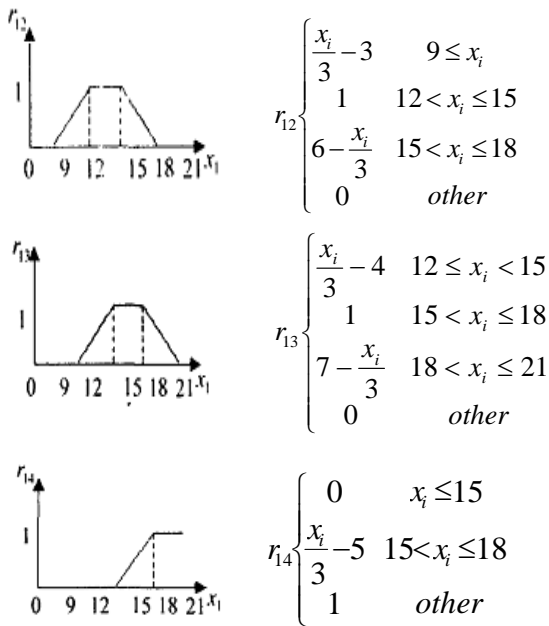 r₁₂
1
0 9 12 15 18 21 x₁
r₁₂ { x_i/3 − 3   9 ≤ x_i
1   12 < x_i ≤ 15
6 − x_i/3   15 < x_i ≤ 18
0   other
r₁₃
1
0 9 12 15 18 21 x₁
r₁₃ { x_i/3 − 4   12 ≤ x_i < 15
1   15 < x_i ≤ 18
7 − x_i/3   18 < x_i ≤ 21
0   other
r₁₄
1
0 9 12 15 18 21 x₁
r₁₄ { 0   x_i ≤ 15
x_i/3 − 5   15 < x_i ≤ 18
1   other